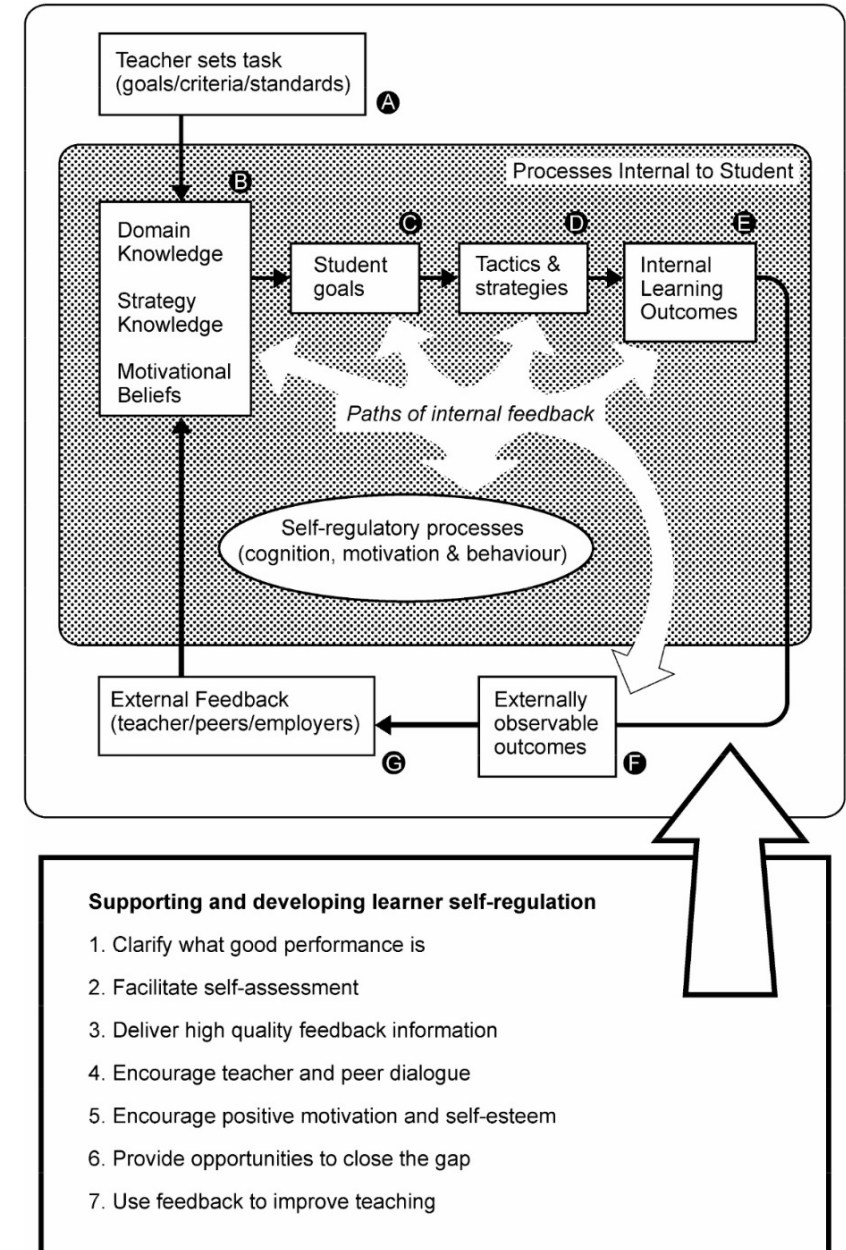 Teacher sets task
(goals/criteria/standards)
A
Processes Internal to Student
B
Domain
Knowledge
Strategy
Knowledge
Motivational
Beliefs
C
Student
goals
D
Tactics &
strategies
E
Internal
Learning
Outcomes
Paths of internal feedback
Self-regulatory processes
(cognition, motivation & behaviour)
External Feedback
(teacher/peers/employers)
G
Externally
observable
outcomes
F
Supporting and developing learner self-regulation
1. Clarify what good performance is
2. Facilitate self-assessment
3. Deliver high quality feedback information
4. Encourage teacher and peer dialogue
5. Encourage positive motivation and self-esteem
6. Provide opportunities to close the gap
7. Use feedback to improve teaching